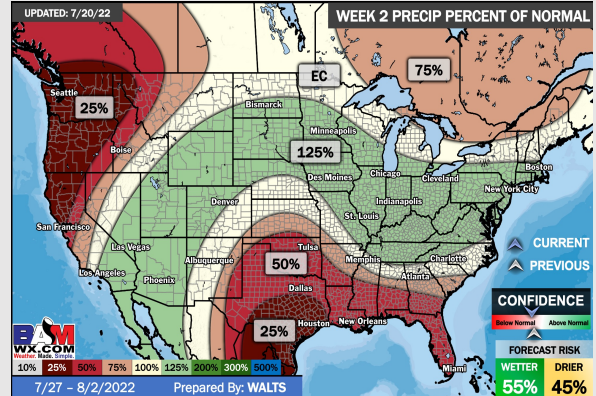 UPDATED: 7/20/22
WEEK 2 PRECIP PERCENT OF NORMAL
EC
75%
Seattle
25%
Bismarck
Minneapolis
Boise
125%
Boston
Chicago
Cleveland
Des Moines
New York City
Denver
Indianapolis
St. Louis
San Francisco
CURRENT
Las Vegas
Tulsa
Charlotte
Albuquerque
Memphis
PREVIOUS
Los Angeles
50%
Atlanta
Phoenix
Dallas
CONFIDENCE
Below Normal
Above Normal
25%
Houston
New Orleans
BAM
WX.COM
Weather. Made. Simple.
FORECAST RISK
WETTER
DRIER
Miami
10% 25% 50% 75% 100% 125% 200% 300% 500%
55%
45%
7/27 – 8/2/2022
Prepared By: WALTS